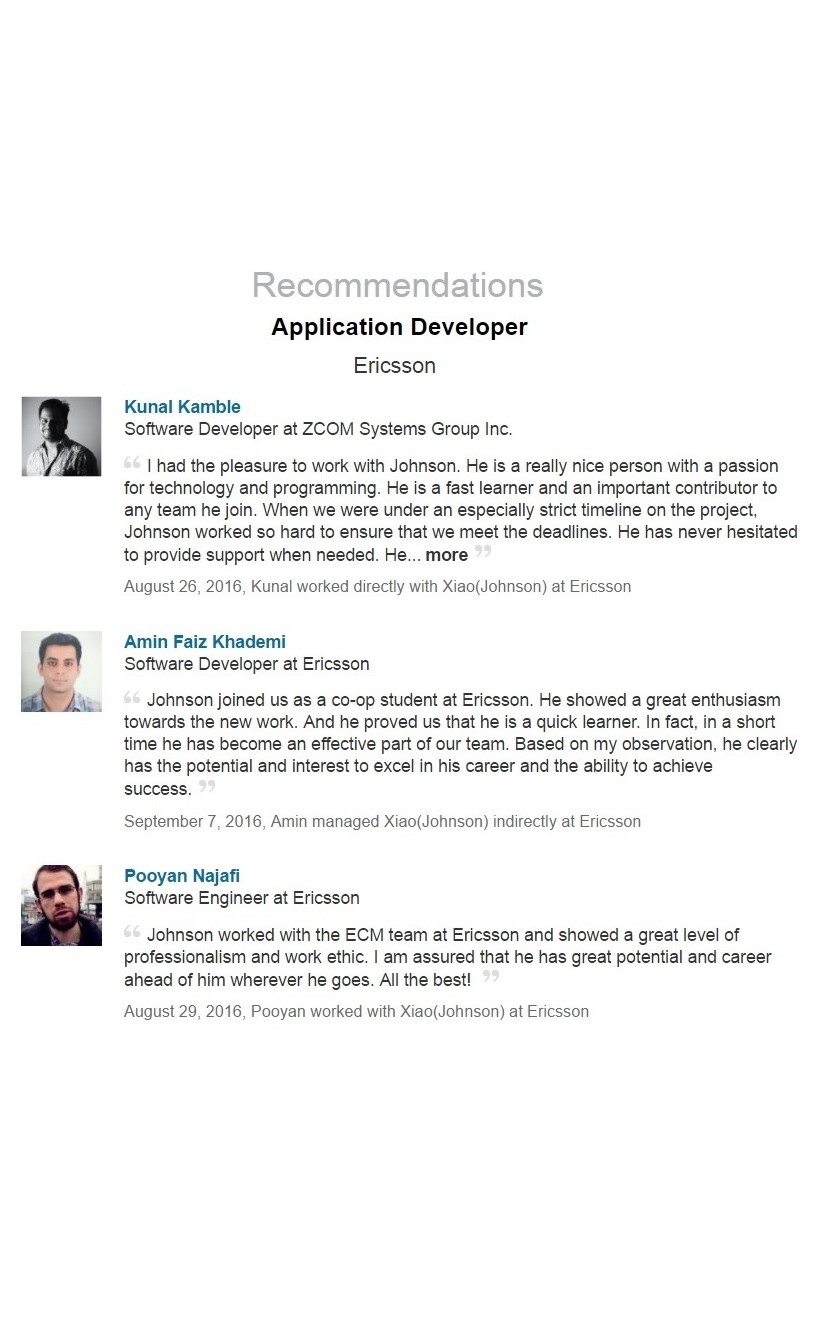 Recommendations
Application Developer
Ericsson
Kunal Kamble
Software Developer at ZCOM Systems Group Inc.
“ I had the pleasure to work with Johnson. He is a really nice person with a passion
for technology and programming. He is a fast learner and an important contributor to
any team he join. When we were under an especially strict timeline on the project,
Johnson worked so hard to ensure that we meet the deadlines. He has never hesitated
to provide support when needed. He... more ”
August 26, 2016, Kunal worked directly with Xiao(Johnson) at Ericsson
Amin Faiz Khademi
Software Developer at Ericsson
“ Johnson joined us as a co-op student at Ericsson. He showed a great enthusiasm
towards the new work. And he proved us that he is a quick learner. In fact, in a short
time he has become an effective part of our team. Based on my observation, he clearly
has the potential and interest to excel in his career and the ability to achieve
success. ”
September 7, 2016, Amin managed Xiao(Johnson) indirectly at Ericsson
Pooyan Najafi
Software Engineer at Ericsson
“ Johnson worked with the ECM team at Ericsson and showed a great level of
professionalism and work ethic. I am assured that he has great potential and career
ahead of him wherever he goes. All the best! ”
August 29, 2016, Pooyan worked with Xiao(Johnson) at Ericsson